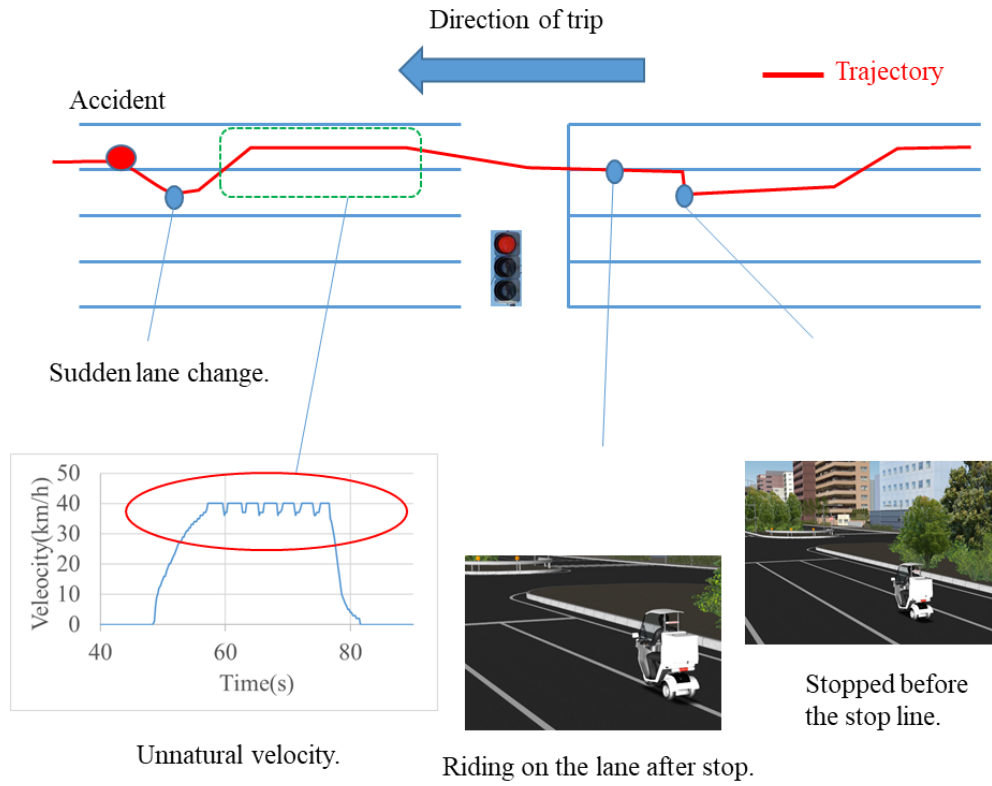 Direction of trip
Trajectory
Accident
Sudden lane change.
50
40
30
20
10
0
Veleocity(km/h)
40
60
80
Time(s)
Unnatural velocity.
Riding on the lane after stop.
Stopped before
the stop line.